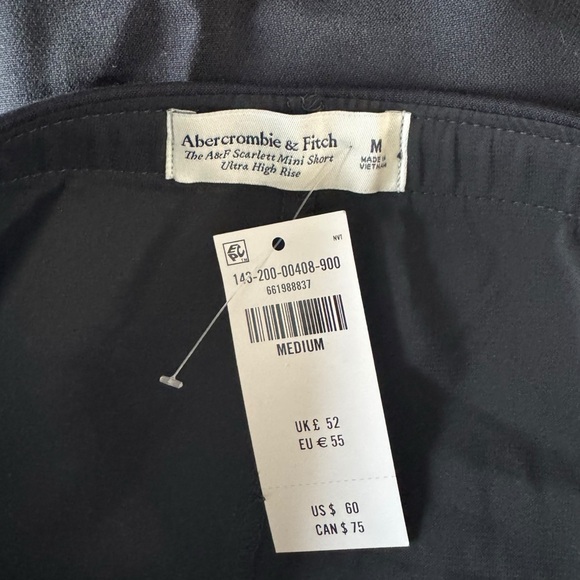 Abercrombie & Fitch
The A&F Scarlett Mini Short
Ultra High Rise
M
MADE IN
VIETNAM
NVT
143-200-00408-900
661988837
MEDIUM
UK £ 52
EU € 55
US $ 60
CAN $ 75